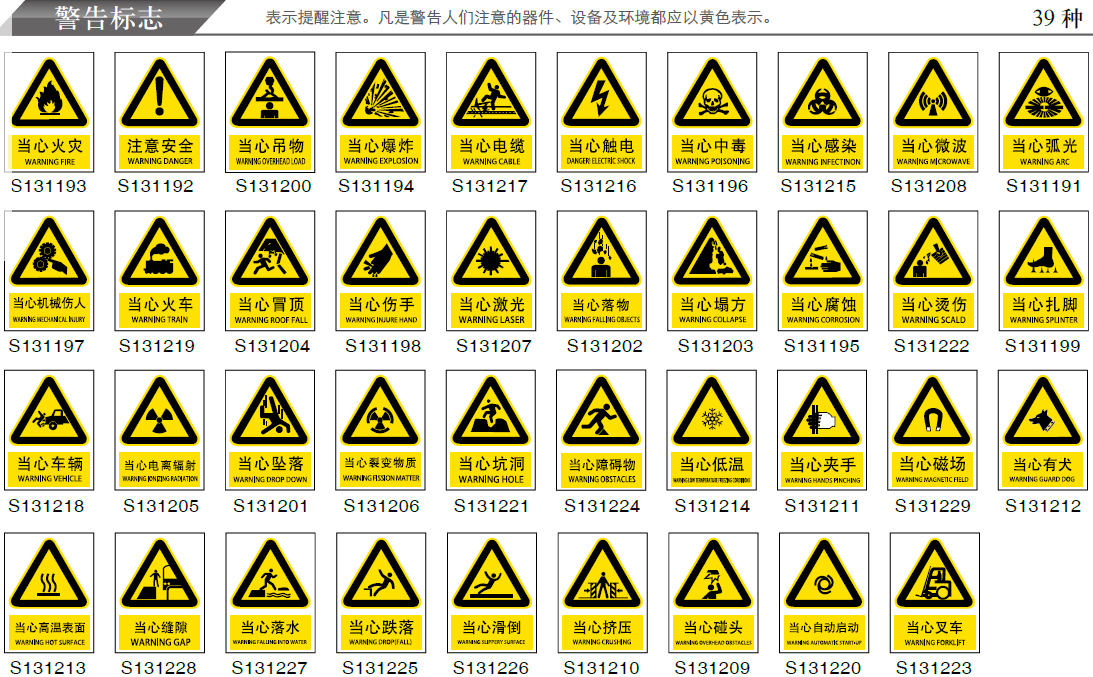 警告标志
表示提醒注意。凡是警告人们注意的器件、设备及环境都应以黄色表示。
39 种
当心火灾
WARNING FIRE
S131193
注意安全
WARNING DANGER
S131192
当心吊物
WARNING OVERHEAD LOAD
S131200
当心爆炸
WARNING EXPLOSION
S131194
当心电缆
WARNING CABLE
S131217
当心触电
DANGER! ELECTRIC SHOCK
S131216
当心中毒
WARNING POISONING
S131196
当心感染
WARNING INFECTINON
S131215
当心微波
WARNING MICROWAVE
S131208
当心弧光
WARNING ARC
S131191
当心机械伤人
WARNING MECHANICAL INJURY
S131197
当心火车
WARNING TRAIN
S131219
当心冒顶
WARNING ROOF FALL
S131204
当心伤手
WARNING INJURE HAND
S131198
当心激光
WARNING LASER
S131207
当心落物
WARNING FALLING OBJECTS
S131202
当心塌方
WARNING COLLAPSE
S131203
当心腐蚀
WARNING CORROSION
S131195
当心烫伤
WARNING SCALD
S131222
当心扎脚
WARNING SPLINTER
S131199
当心车辆
WARNING VEHICLE
S131218
当心电离辐射
WARNING IONIZING RADIATION
S131205
当心坠落
WARNING DROP DOWN
S131201
当心裂变物质
WARNING FISSION MATTER
S131206
当心坑洞
WARNING HOLE
S131221
当心障碍物
WARNING OBSTACLES
S131224
当心低温
WARNING LOW TEMPERATURE FREEZING CONDITIONS
S131214
当心夹手
WARNING HANDS PINCHING
S131211
当心磁场
WARNING MAGNETIC FIELD
S131229
当心有犬
WARNING GUARD DOG
S131212
当心高温表面
WARNING HOT SURFACE
S131213
当心缝隙
WARNING GAP
S131228
当心落水
WARNING FALLING INTO WATER
S131227
当心跌落
WARNING DROP(FALL)
S131225
当心滑倒
WARNING SLIPPERY SURFACE
S131226
当心挤压
WARNING CRUSHING
S131210
当心碰头
WARNING OVERHEAD OBSTACLES
S131209
当心自动启动
WARNING AUTOMATIC START-UP
S131220
当心叉车
WARNING FORKLIFT
S131223